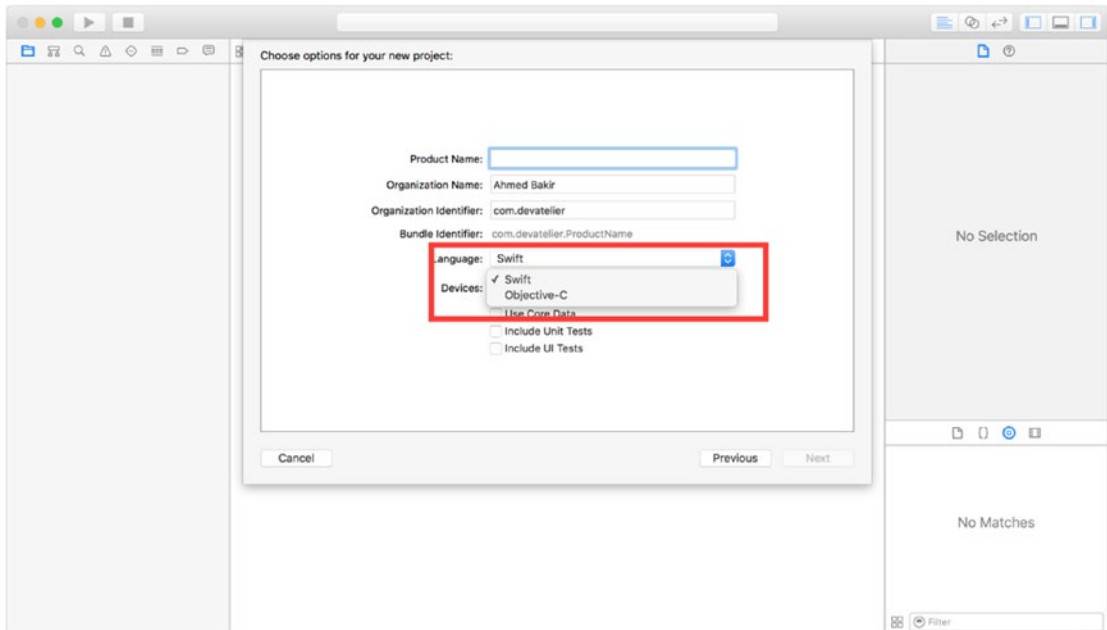 Choose options for your new project:
Product Name:
Organization Name: Ahmed Bakir
Organization Identifier: com.devatelier
Bundle Identifier: com.devatelier.ProductName
Language: Swift
✓ Swift
Devices:
Objective-C
Use Core Data
Include Unit Tests
Include UI Tests
Cancel
Previous
Next
No Selection
No Matches
Filter